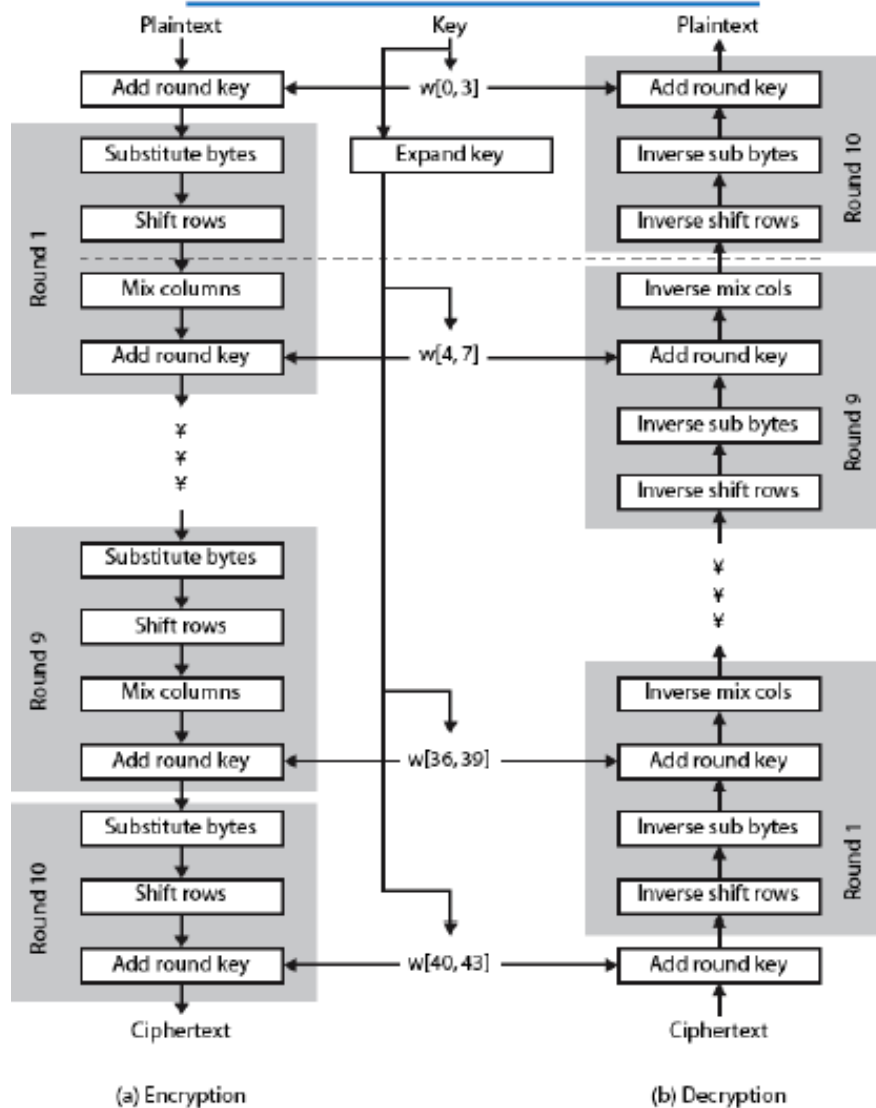 Plaintext
Key
Plaintext
Add round key
w[0, 3]
Add round key
Substitute bytes
Expand key
Inverse sub bytes
Shift rows
Inverse shift rows
Round 1
Round 10
Mix columns
Inverse mix cols
Add round key
w[4, 7]
Add round key
Inverse sub bytes
Round 9
Inverse shift rows
¥
¥
¥
Substitute bytes
Shift rows
¥
¥
¥
Round 9
Mix columns
Inverse mix cols
Add round key
w[36, 39]
Add round key
Substitute bytes
Inverse sub bytes
Round 10
Shift rows
Inverse shift rows
Round 1
Add round key
w[40, 43]
Add round key
Ciphertext
Ciphertext
(a) Encryption
(b) Decryption